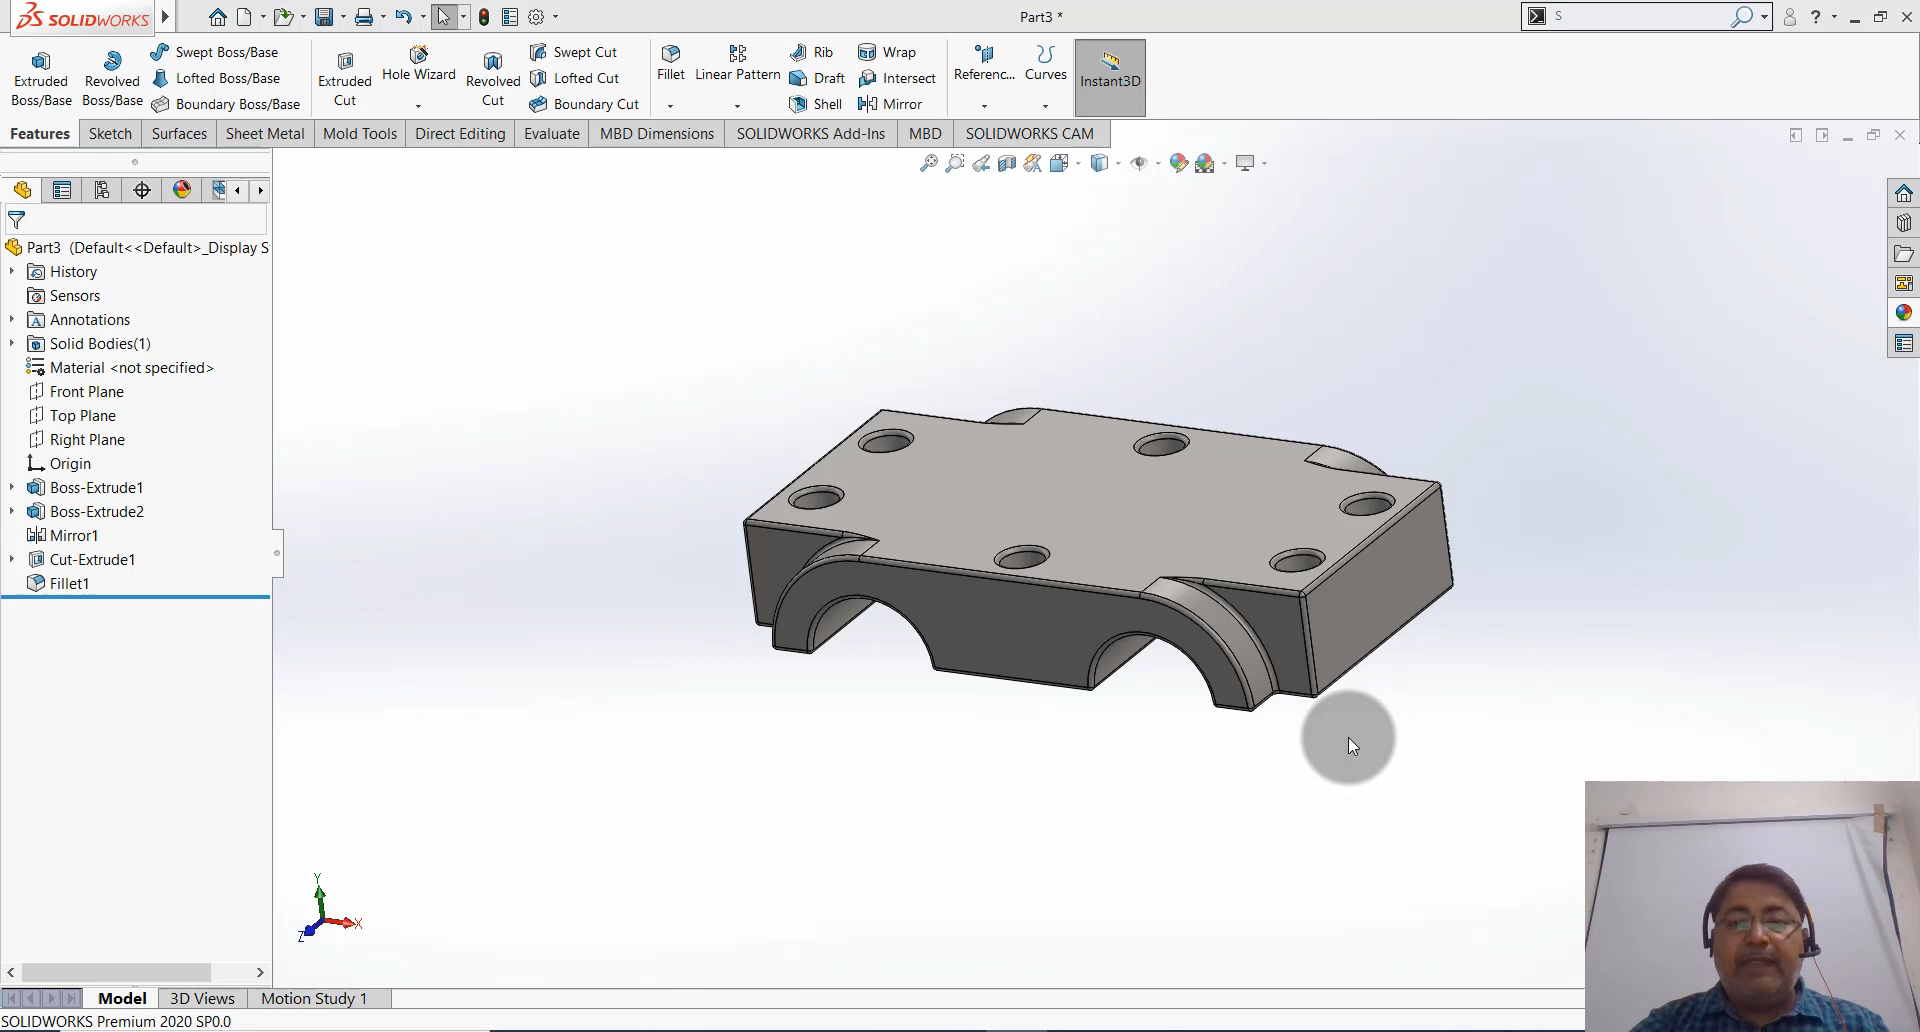 SOLIDWORKS
Part3 *
S
Extruded Boss/Base
Revolved Boss/Base
Swept Boss/Base
Lofted Boss/Base
Boundary Boss/Base
Extruded Cut
Hole Wizard
Revolved Cut
Swept Cut
Lofted Cut
Boundary Cut
Fillet
Linear Pattern
Rib
Draft
Shell
Wrap
Intersect
Mirror
Referenc...
Curves
Instant3D
Features
Sketch
Surfaces
Sheet Metal
Mold Tools
Direct Editing
Evaluate
MBD Dimensions
SOLIDWORKS Add-Ins
MBD
SOLIDWORKS CAM
Part3 (Default<<Default>_Display S
History
Sensors
Annotations
Solid Bodies(1)
Material <not specified>
Front Plane
Top Plane
Right Plane
Origin
Boss-Extrude1
Boss-Extrude2
Mirror1
Cut-Extrude1
Fillet1
Y
X
Z
Model
3D Views
Motion Study 1
SOLIDWORKS Premium 2020 SP0.0